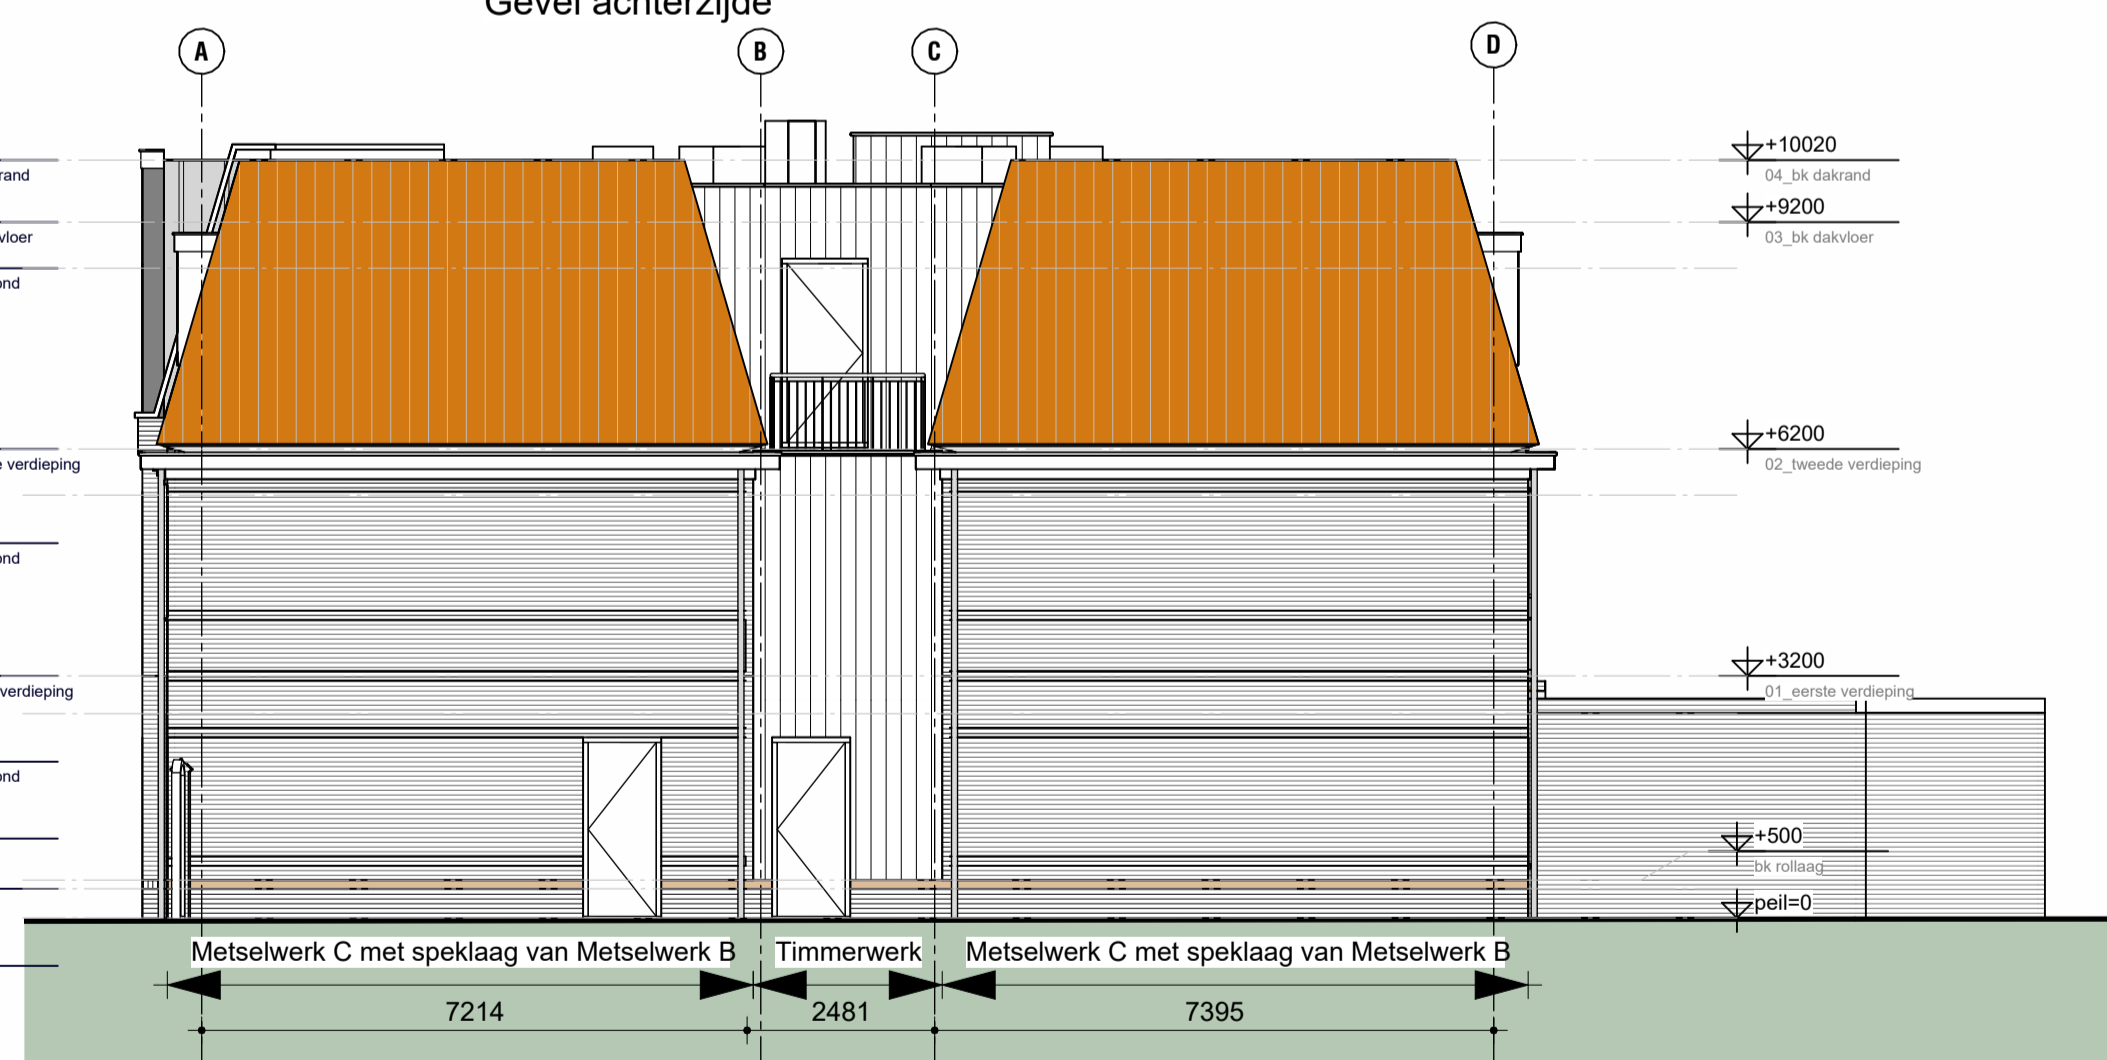 Gevel achterzijde
A
B
C
D
+10020
04_bk dakrand
rand
+9200
03_bk dakvloer
vloer
ond
+6200
02_tweede verdieping
e verdieping
ond
+3200
01_eerste verdieping
verdieping
ond
+500
bk rollaag
peil=0
Metselwerk C met speklaag van Metselwerk B
Timmerwerk
Metselwerk C met speklaag van Metselwerk B
7214
2481
7395